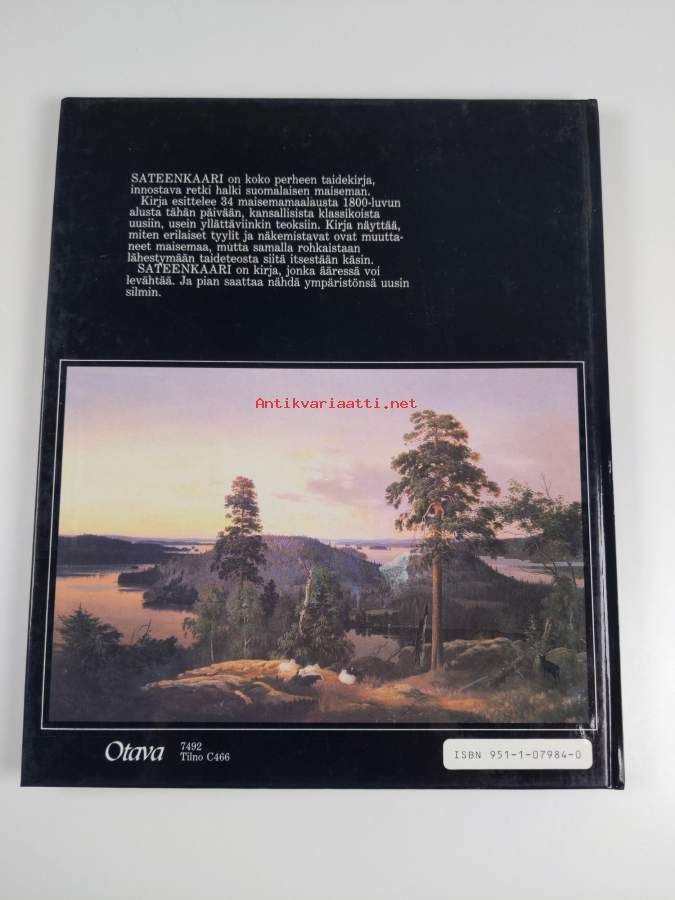 SATEENKAARI on koko perheen taidekirja,
innostava retki halki suomalaisen maiseman.
Kirja esittelee 34 maisemamaalausta 1800-luvun
alusta tähän päivään, kansallisista klassikoista
uusiin, usein yllättäviinkin teoksiin. Kirja näyttää,
miten erilaiset tyylit ja näkemistavat ovat muutta-
neet maisemaa, mutta samalla rohkaistaan
lähestymään taideteosta siitä itsestään käsin.
SATEENKAARI on kirja, jonka ääressä voi
levähtää. Ja pian saattaa nähdä ympäristönsä uusin
silmin.
Antikvariaatti.net
Otava
7492
Tilno C466
ISBN 951-1-07984-0